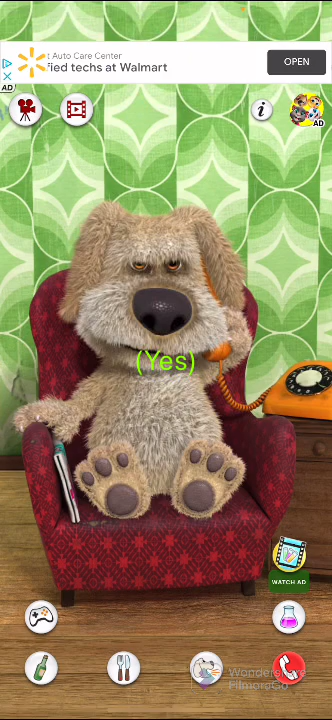 t Auto Care Center
fied techs at Walmart
OPEN
AD
i
AD
(Yes)
WATCH AD
Wondershare
FilmoraGo